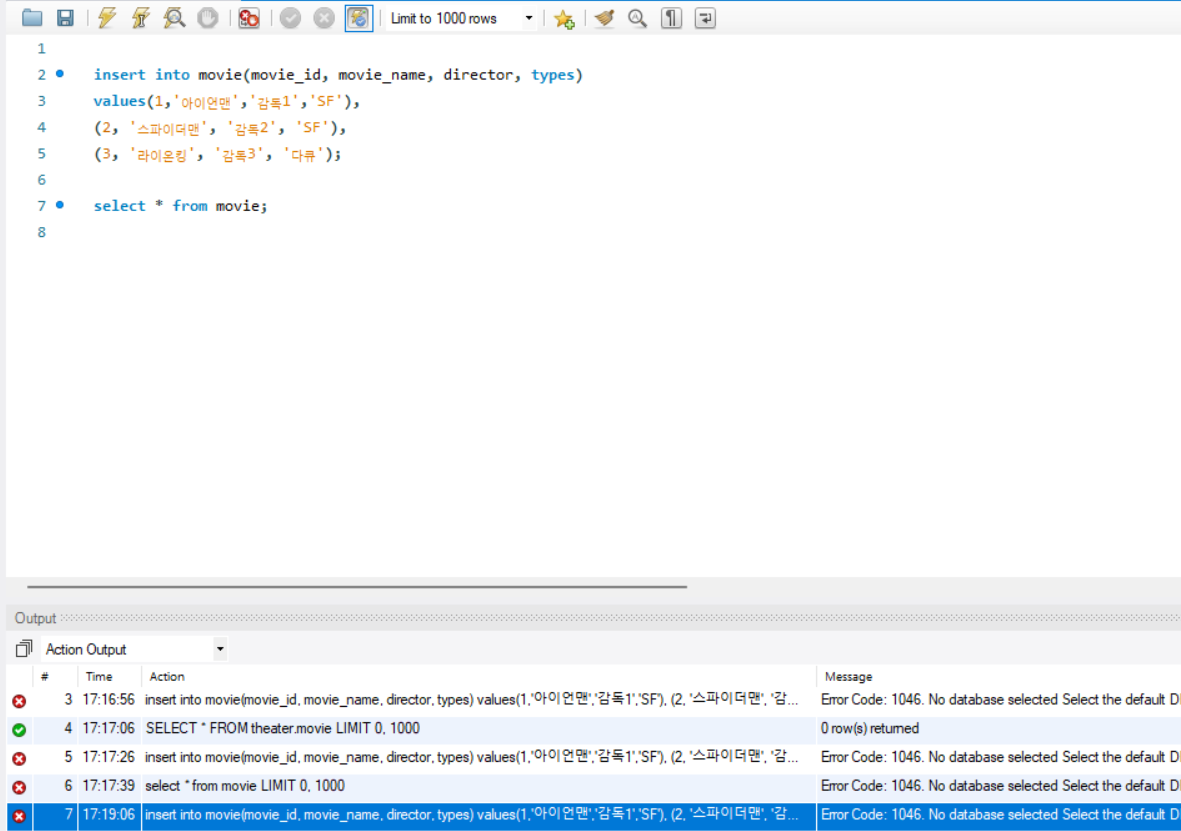 Limit to 1000 rows
1
2 insert into movie(movie_id, movie_name, director, types)
3 values(1,'아이언맨','감독1','SF'),
4 (2, '스파이더맨', '감독2', 'SF'),
5 (3, '라이온킹', '감독3', '다큐');
6
7 select * from movie;
8
Output
Action Output
# Time Action Message
3 17:16:56 insert into movie(movie_id, movie_name, director, types) values(1,'아이언맨','감독1','SF'), (2, '스파이더맨', '감... Error Code: 1046. No database selected Select the default D
4 17:17:06 SELECT * FROM theater.movie LIMIT 0, 1000 0 row(s) returned
5 17:17:26 insert into movie(movie_id, movie_name, director, types) values(1,'아이언맨','감독1','SF'), (2, '스파이더맨', '감... Error Code: 1046. No database selected Select the default D
6 17:17:39 select * from movie LIMIT 0, 1000 Error Code: 1046. No database selected Select the default D
7 17:19:06 insert into movie(movie_id, movie_name, director, types) values(1,'아이언맨','감독1','SF'), (2, '스파이더맨', '감... Error Code: 1046. No database selected Select the default D